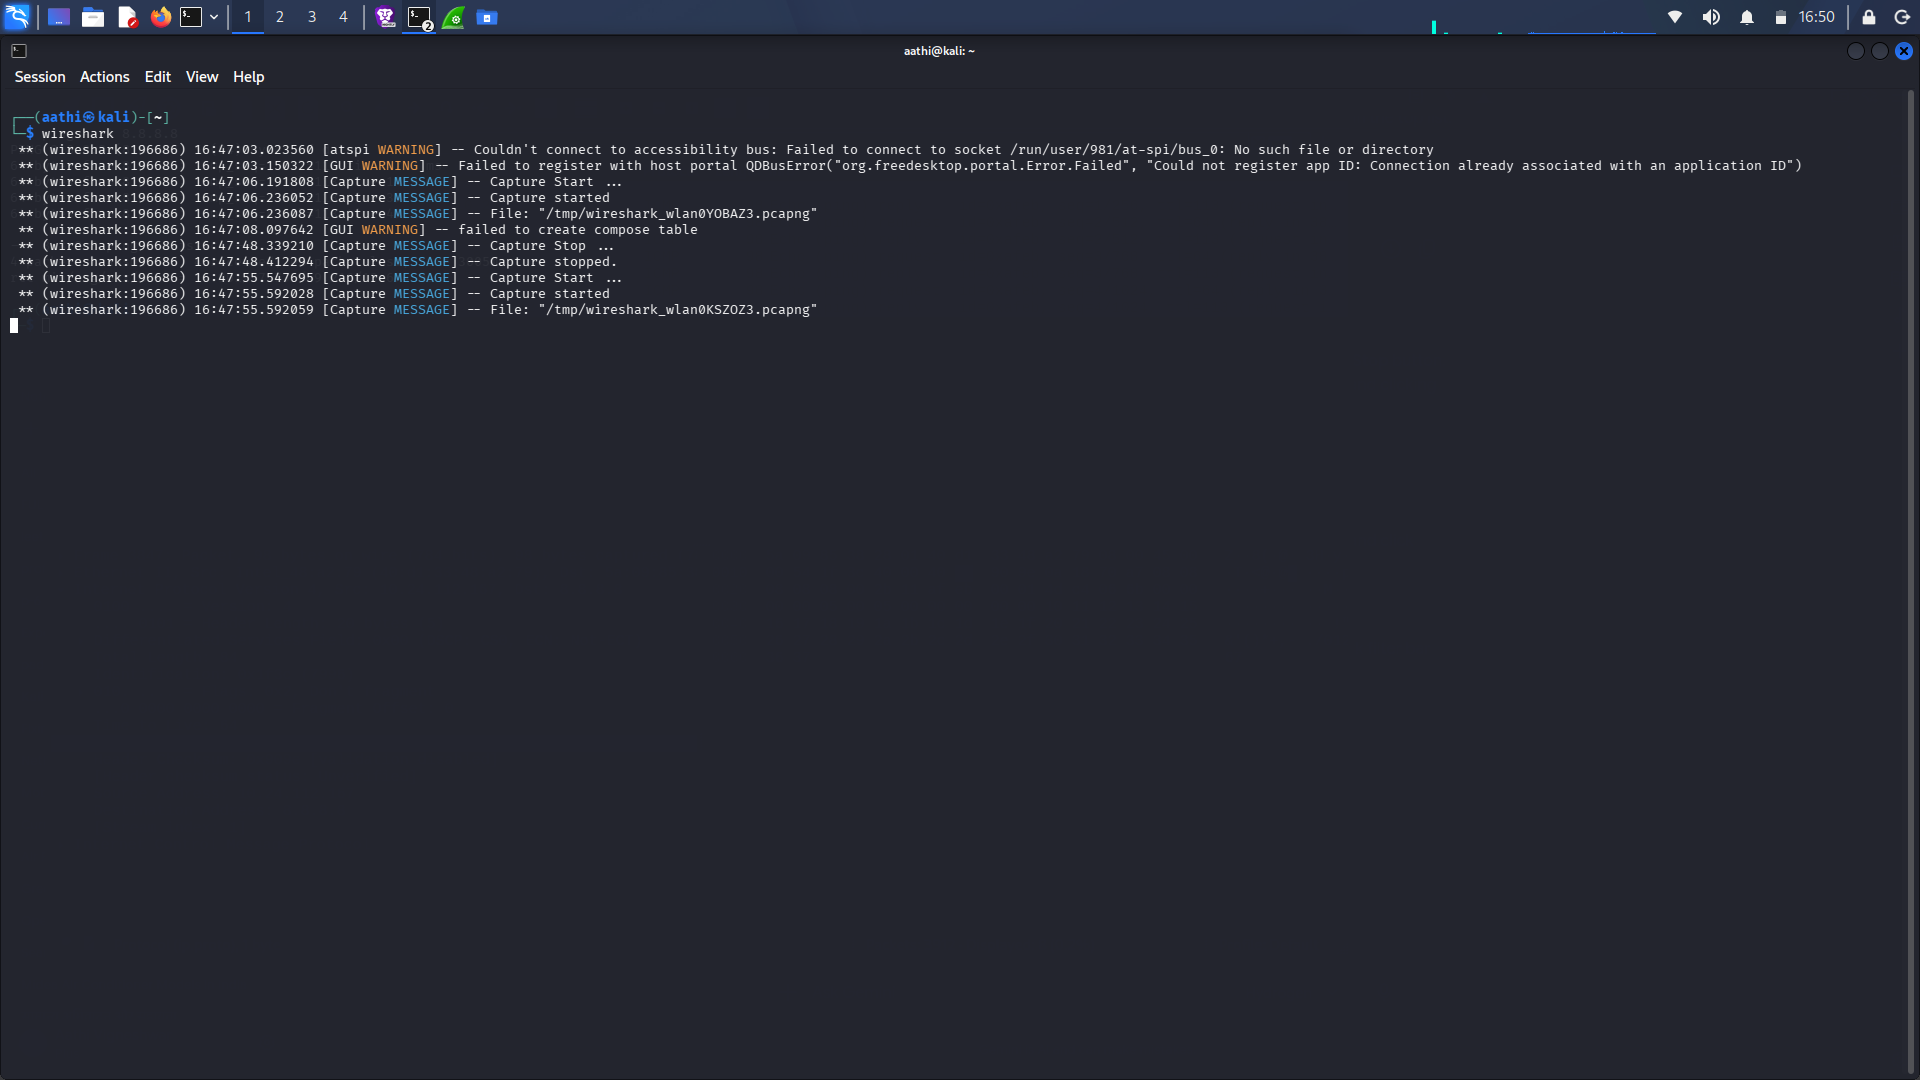 1 2 3 4 2 16:50
aathi@kali: ~
Session Actions Edit View Help
┌──(aathi㉿kali)-[~]
└─$ wireshark
** (wireshark:196686) 16:47:03.023560 [atspi WARNING] -- Couldn't connect to accessibility bus: Failed to connect to socket /run/user/981/at-spi/bus_0: No such file or directory
** (wireshark:196686) 16:47:03.150322 [GUI WARNING] -- Failed to register with host portal QDBusError("org.freedesktop.portal.Error.Failed", "Could not register app ID: Connection already associated with an application ID")
** (wireshark:196686) 16:47:06.191808 [Capture MESSAGE] -- Capture Start ...
** (wireshark:196686) 16:47:06.236052 [Capture MESSAGE] -- Capture started
** (wireshark:196686) 16:47:06.236087 [Capture MESSAGE] -- File: "/tmp/wireshark_wlan0YOBAZ3.pcapng"
** (wireshark:196686) 16:47:08.097642 [GUI WARNING] -- failed to create compose table
** (wireshark:196686) 16:47:48.339210 [Capture MESSAGE] -- Capture Stop ...
** (wireshark:196686) 16:47:48.412294 [Capture MESSAGE] -- Capture stopped.
** (wireshark:196686) 16:47:55.547695 [Capture MESSAGE] -- Capture Start ...
** (wireshark:196686) 16:47:55.592028 [Capture MESSAGE] -- Capture started
** (wireshark:196686) 16:47:55.592059 [Capture MESSAGE] -- File: "/tmp/wireshark_wlan0KSZOZ3.pcapng"